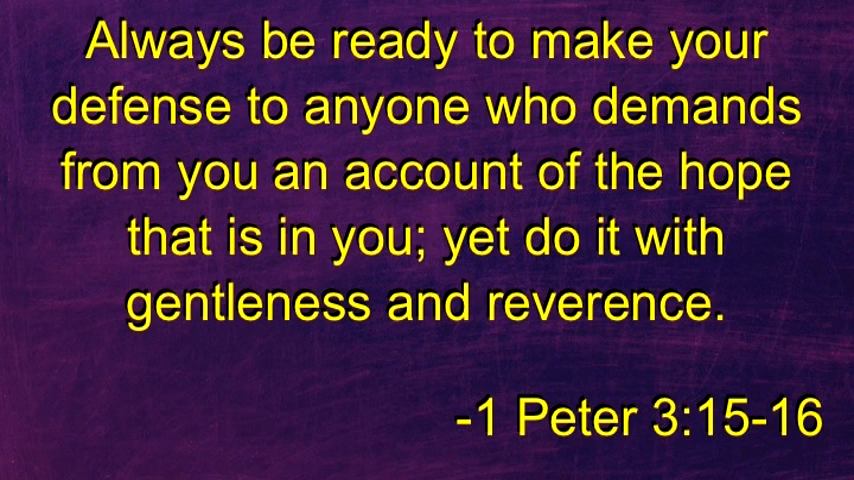 Always be ready to make your
defense to anyone who demands
from you an account of the hope
that is in you; yet do it with
gentleness and reverence.
-1 Peter 3:15-16